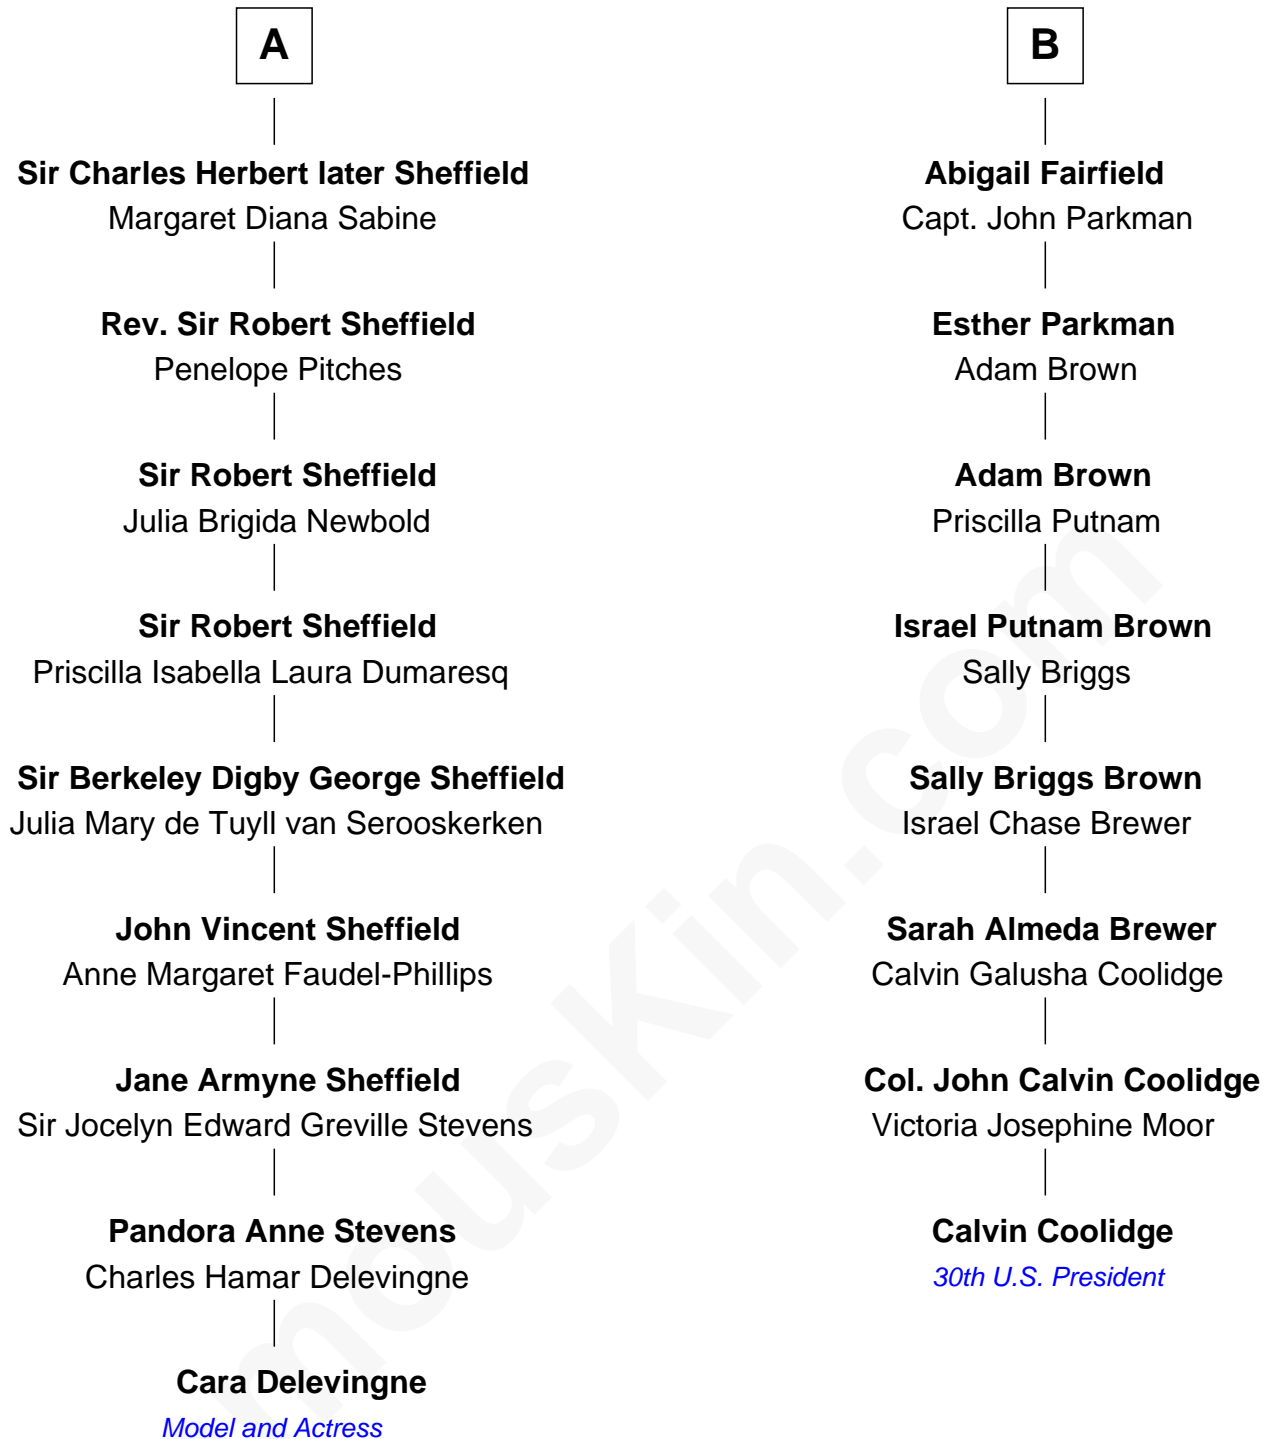 A
Sir Charles Herbert later Sheffield
Margaret Diana Sabine
Rev. Sir Robert Sheffield
Penelope Pitches
Sir Robert Sheffield
Julia Brigida Newbold
Sir Robert Sheffield
Priscilla Isabella Laura Dumaresq
Sir Berkeley Digby George Sheffield
Julia Mary de Tuyll van Serooskerken
John Vincent Sheffield
Anne Margaret Faudel-Phillips
Jane Armyne Sheffield
Sir Jocelyn Edward Greville Stevens
Pandora Anne Stevens
Charles Hamar Delevingne
Cara Delevingne
Model and Actress
B
Abigail Fairfield
Capt. John Parkman
Esther Parkman
Adam Brown
Adam Brown
Priscilla Putnam
Israel Putnam Brown
Sally Briggs
Sally Briggs Brown
Israel Chase Brewer
Sarah Almeda Brewer
Calvin Galusha Coolidge
Col. John Calvin Coolidge
Victoria Josephine Moor
Calvin Coolidge
30th U.S. President
mousKin.com